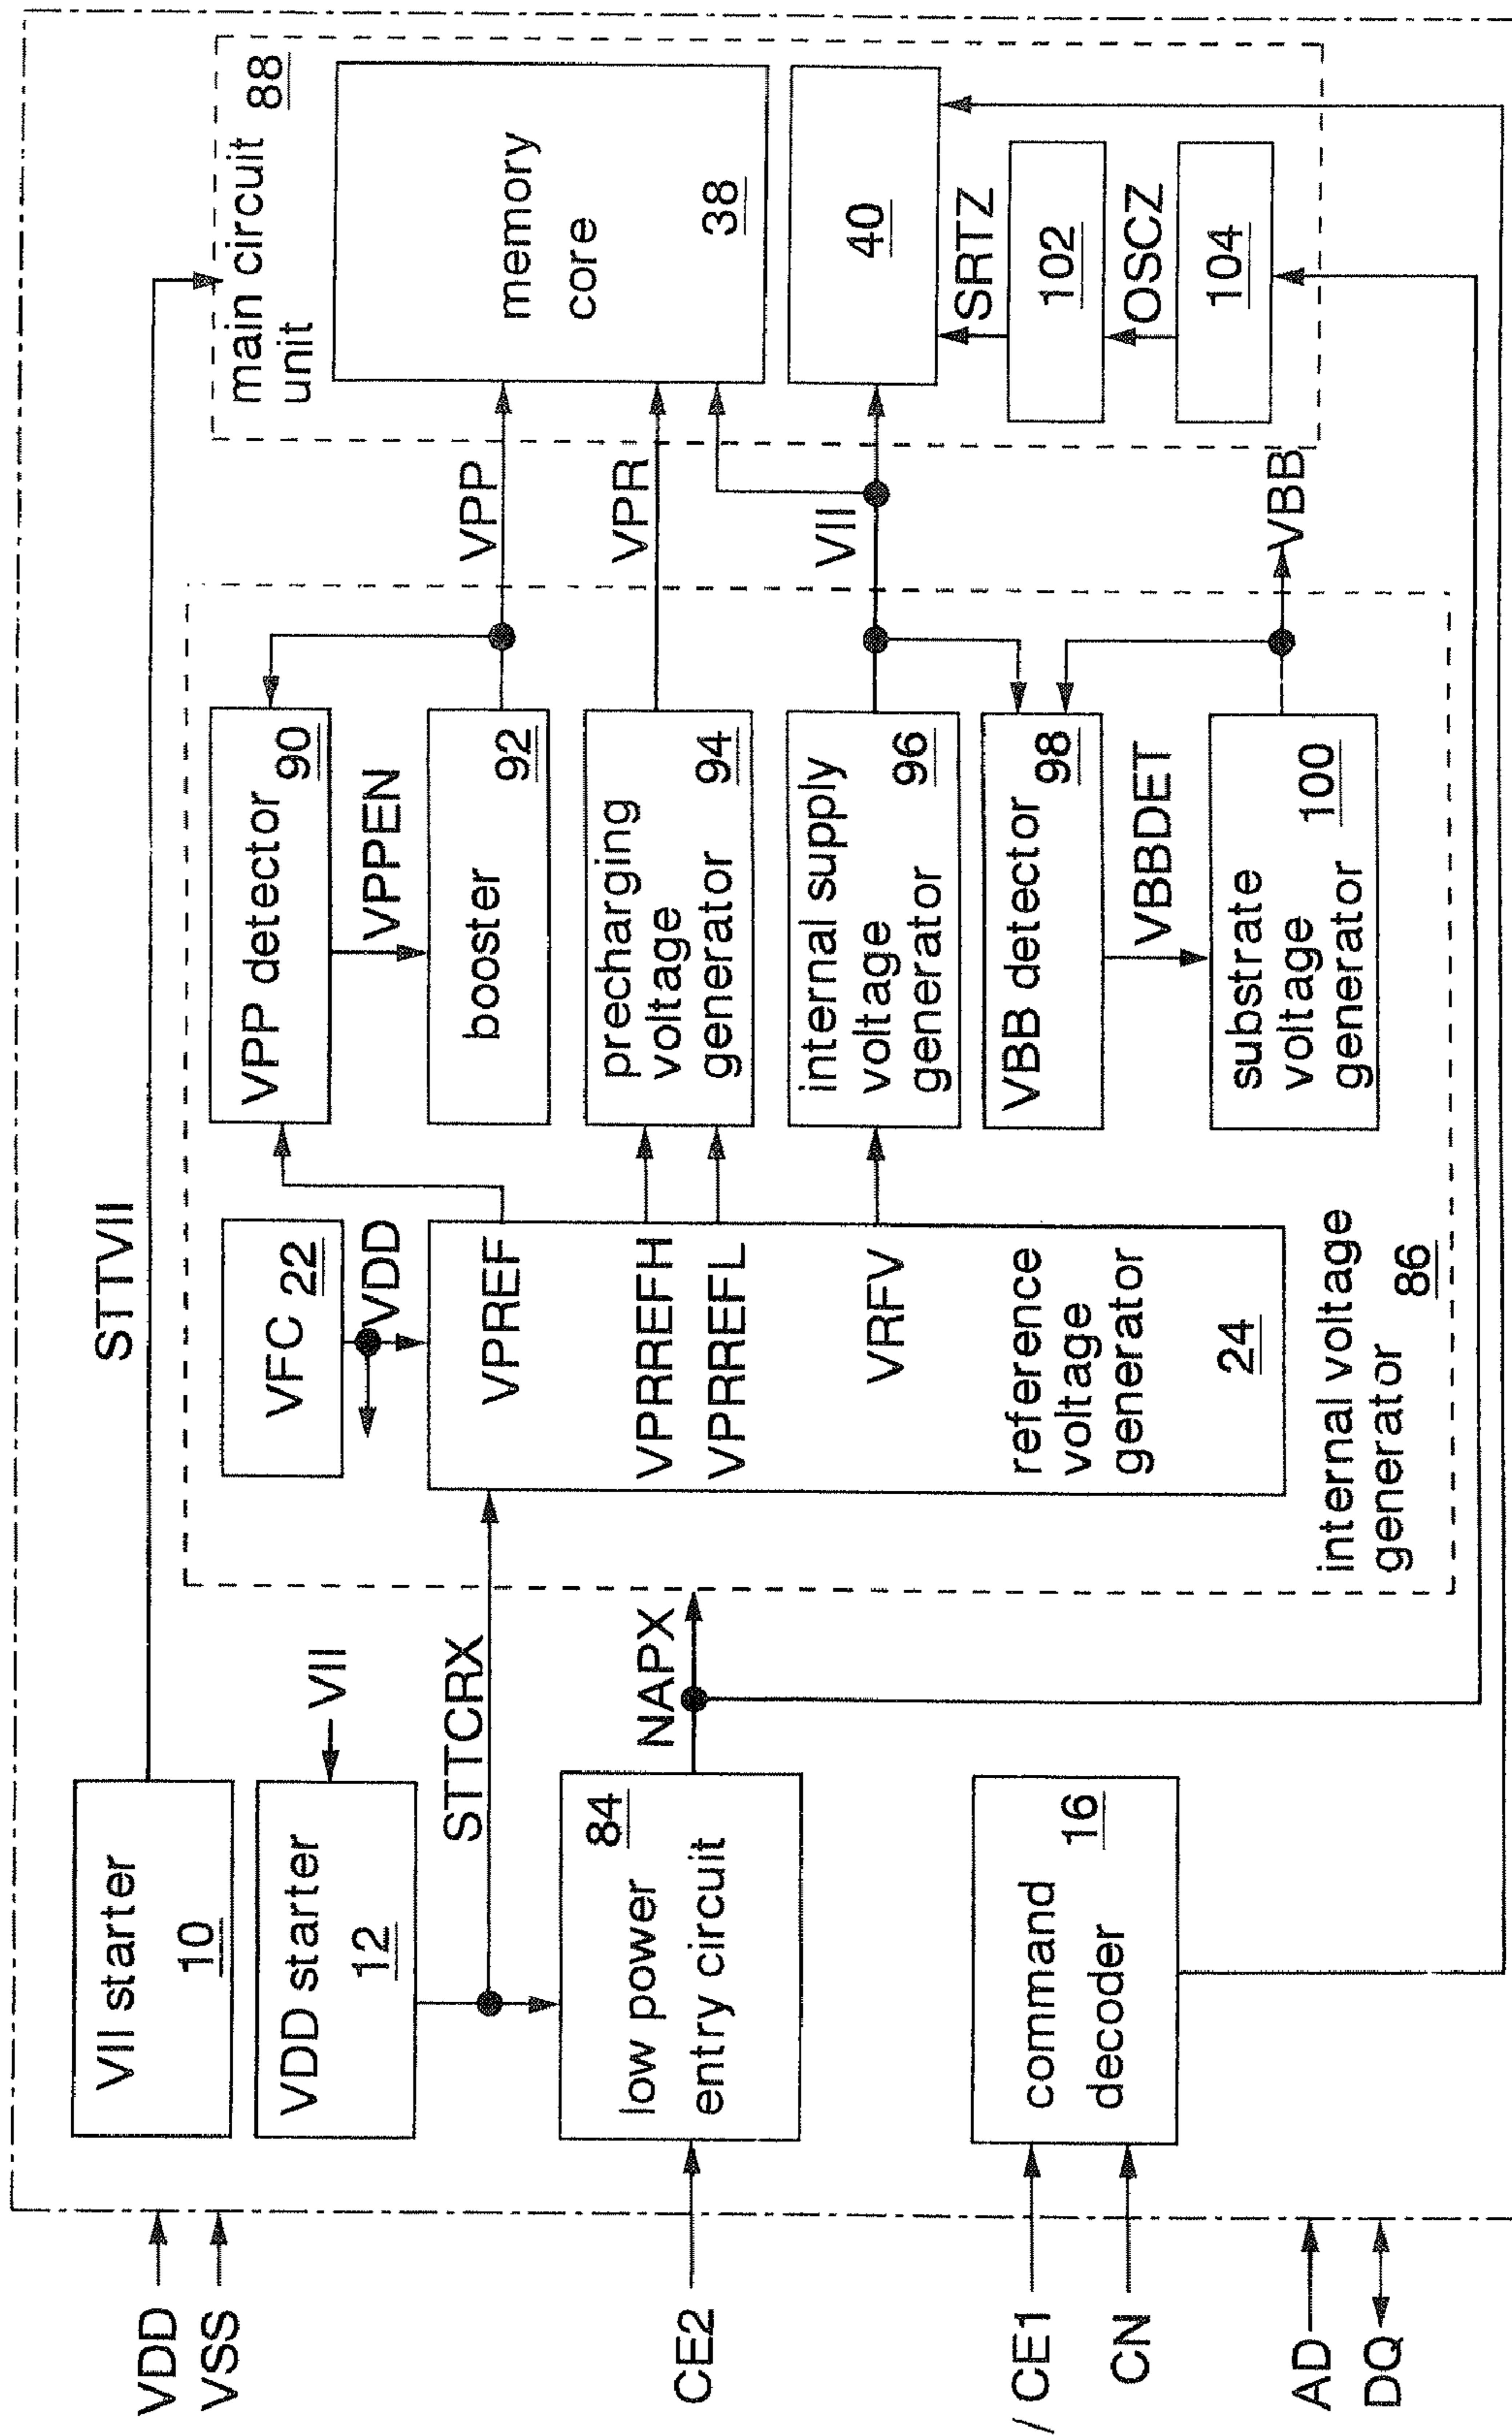 VDD
VSS
CE2
/ CE1
CN
AD
DQ
VII starter
10
VDD starter
12
VII
STTVII
STTCRX
low power
entry circuit
84
NAPX
command
decoder
16
VFC 22
VDD
VPREF
VPRREFH
VPRREFL
VRFV
reference
voltage
generator
24
internal voltage
generator
86
VPP detector
90
VPPEN
booster
92
precharging
voltage
generator
94
internal supply
voltage
generator
96
VBB detector
98
VBBDET
substrate
voltage
generator
100
VPP
VPR
VII
VBB
main circuit
unit
88
memory
core
38
40
SRTZ
102
OSCZ
104